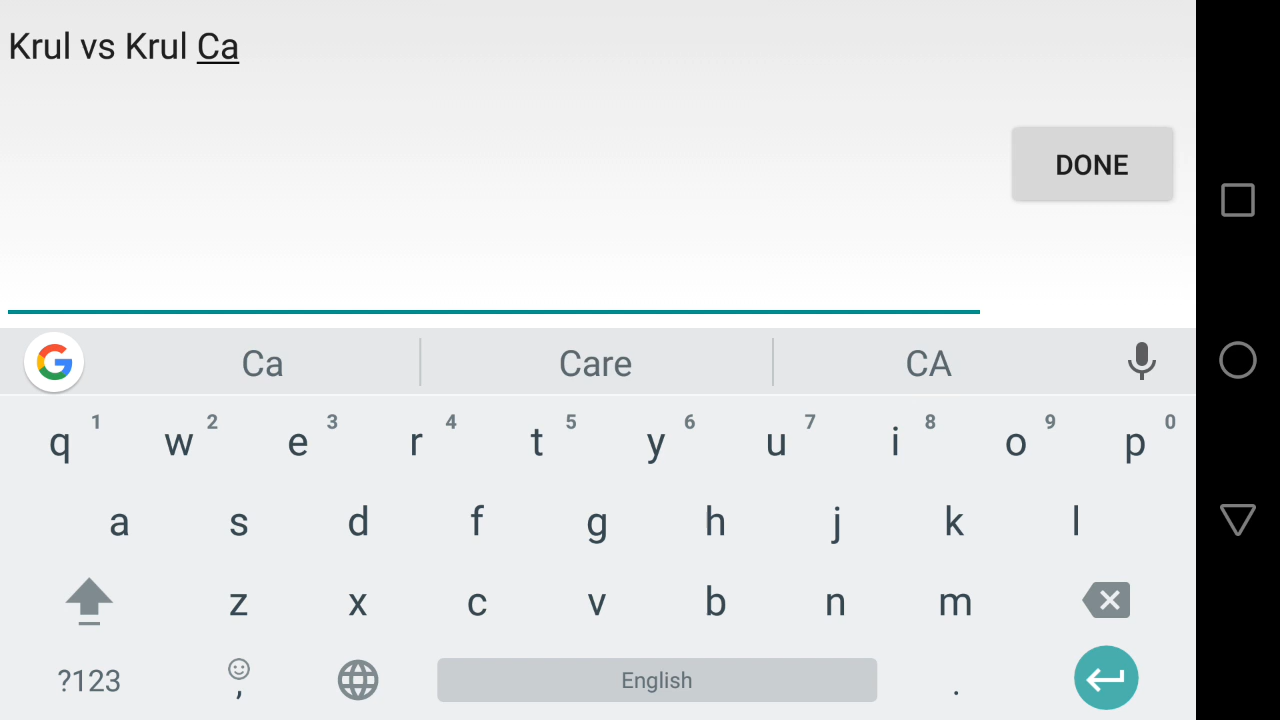 Krul vs Krul Ca
DONE
Ca Care CA
q 1 w 2 e 3 r 4 t 5 y 6 u 7 i 8 o 9 p 0
a s d f g h j k l
z x c v b n m
?123 , English .